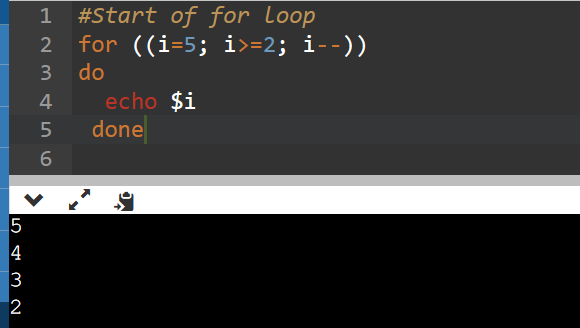 1 #Start of for loop
2 for ((i=5; i>=2; i--))
3 do
4   echo $i
5  done
6
5
4
3
2